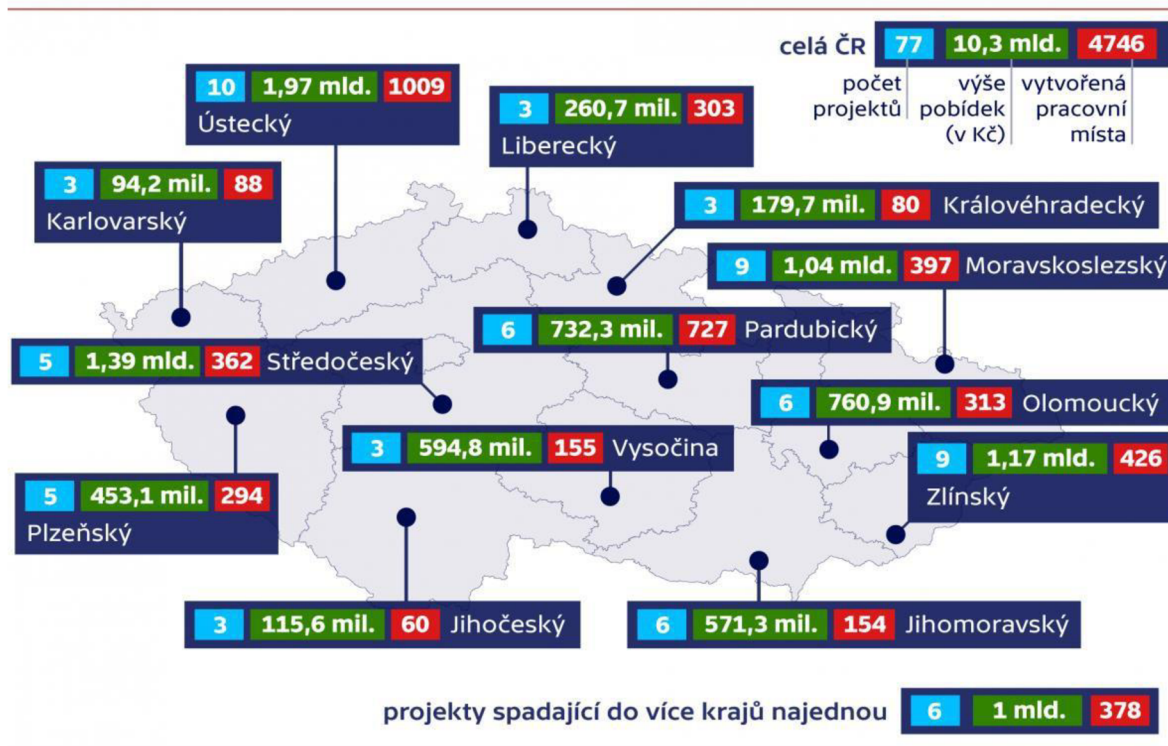 celá ČR 77 10,3 mld. 4746
počet projektů
výše pobídek (v Kč)
vytvořená pracovní místa
10 1,97 mld. 1009
Ústecký
3 260,7 mil. 303
Liberecký
3 94,2 mil. 88
Karlovarský
3 179,7 mil. 80 Královéhradecký
9 1,04 mld. 397 Moravskoslezský
6 732,3 mil. 727 Pardubický
5 1,39 mld. 362 Středočeský
6 760,9 mil. 313 Olomoucký
3 594,8 mil. 155 Vysočina
9 1,17 mld. 426
Zlínský
5 453,1 mil. 294
Plzeňský
3 115,6 mil. 60 Jihočeský
6 571,3 mil. 154 Jihomoravský
projekty spadající do více krajů najednou 6 1 mld. 378